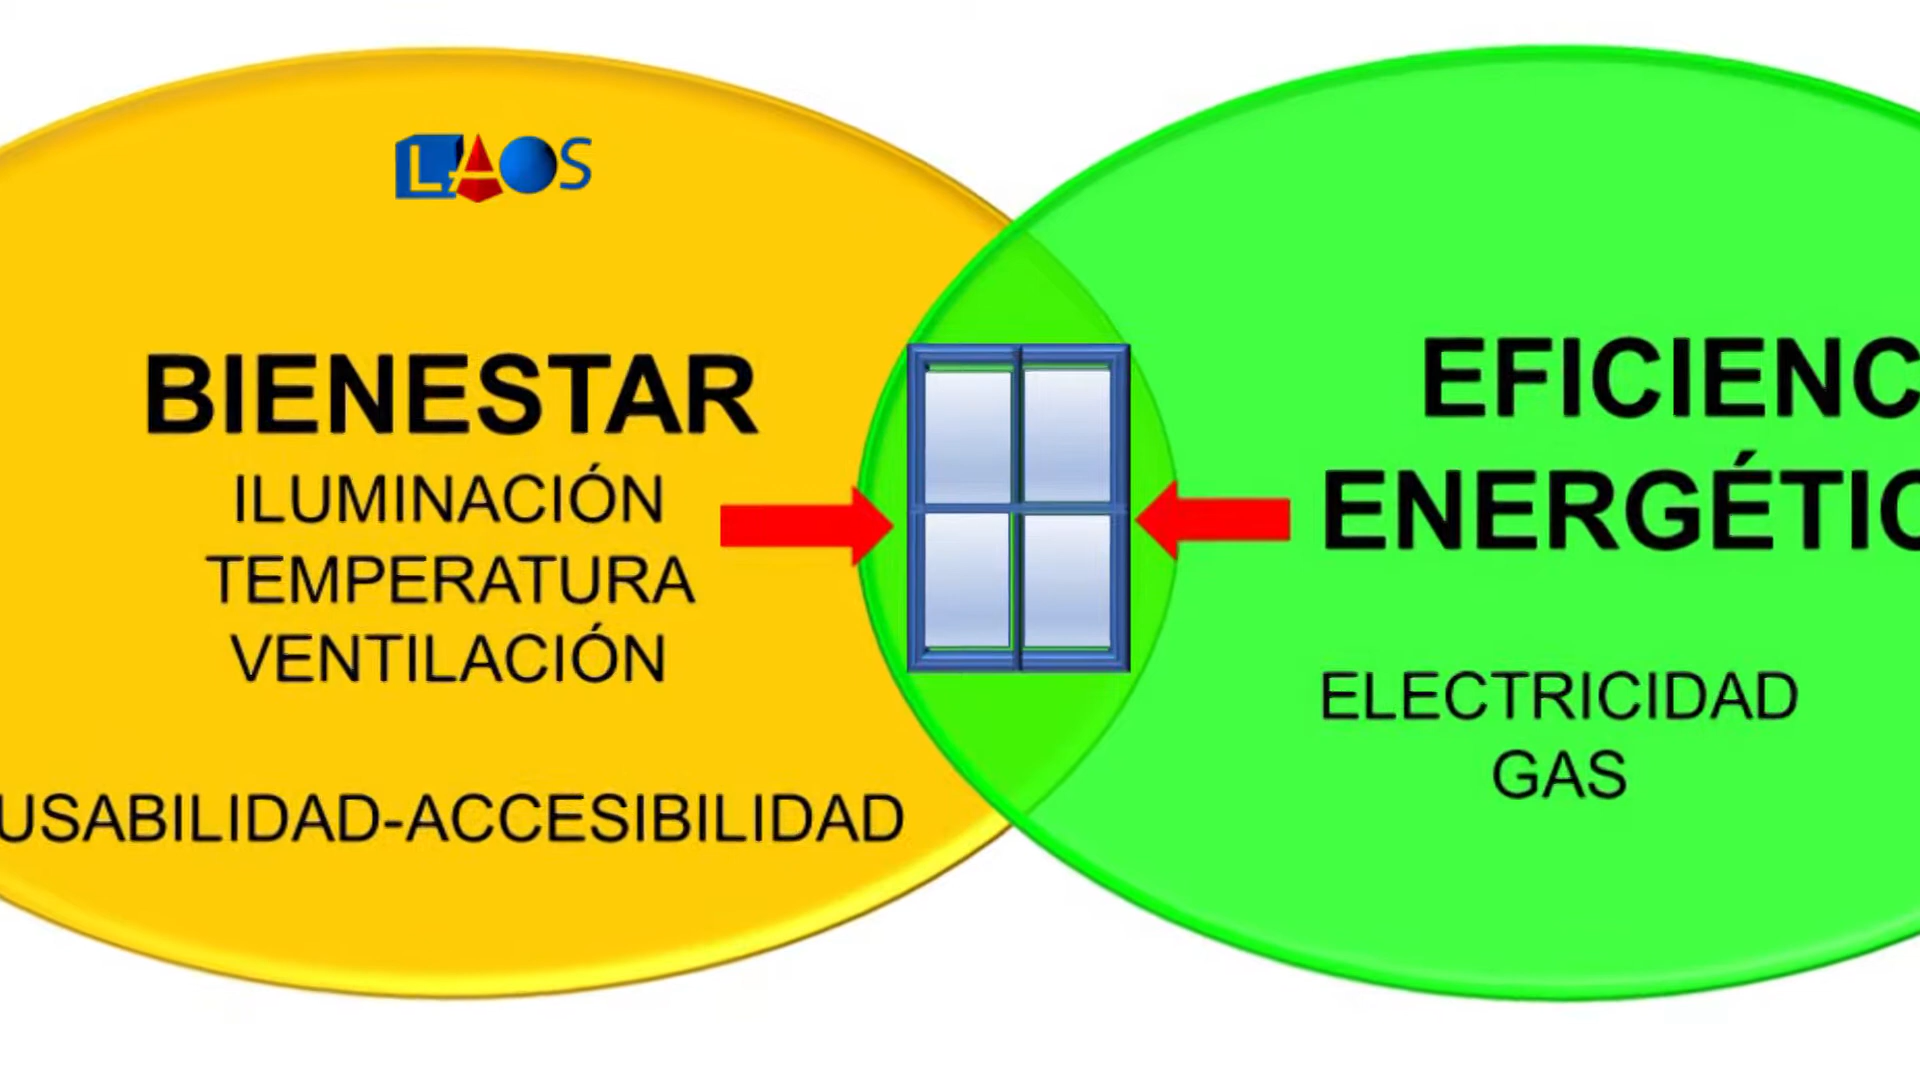 LAOS
BIENESTAR
ILUMINACIÓN
TEMPERATURA
VENTILACIÓN
USABILIDAD-ACCESIBILIDAD
EFICIENC
ENERGÉTIC
ELECTRICIDAD
GAS